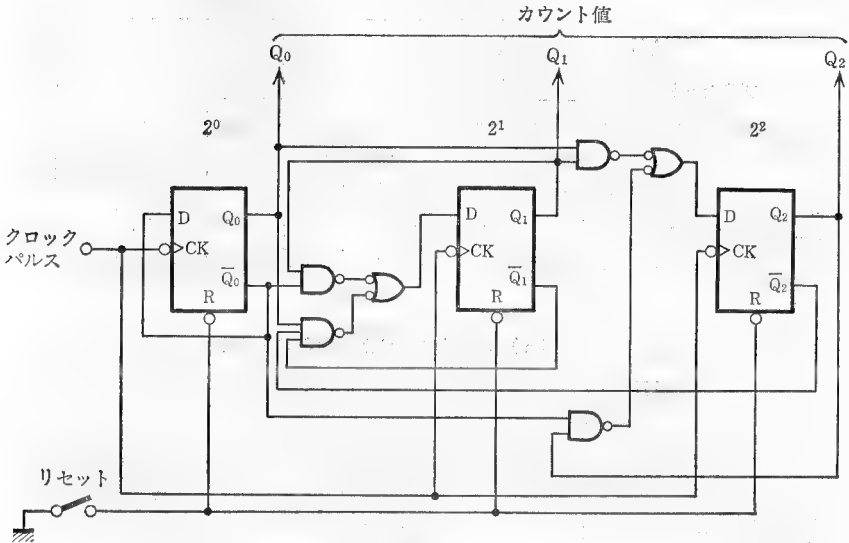 カウント値
Q₀
Q₁
Q₂
2⁰
2¹
2²
D
Q₀
CK
Q̅₀
R
D
Q₁
CK
Q̅₁
R
D
Q₂
CK
Q̅₂
R
クロック
パルス
リセット